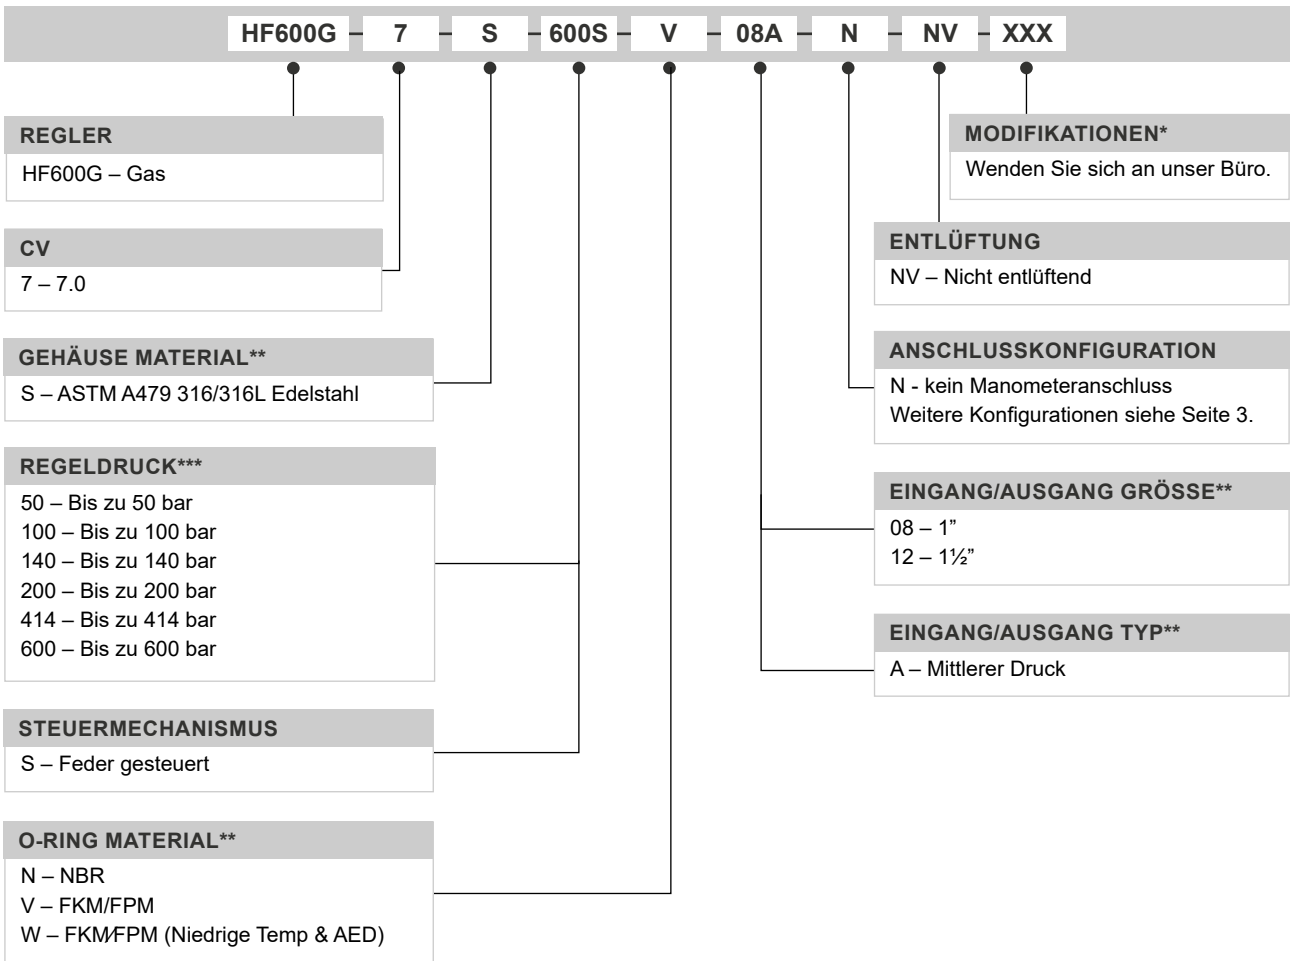 HF600G – 7 – S – 600S – V – 08A – N – NV – XXX
REGLER
HF600G – Gas
CV
7 – 7.0
GEHÄUSE MATERIAL**
S – ASTM A479 316/316L Edelstahl
REGELDRUCK***
50 – Bis zu 50 bar
100 – Bis zu 100 bar
140 – Bis zu 140 bar
200 – Bis zu 200 bar
414 – Bis zu 414 bar
600 – Bis zu 600 bar
STEUERMECHANISMUS
S – Feder gesteuert
O-RING MATERIAL**
N – NBR
V – FKM/FPM
W – FKM/FPM (Niedrige Temp & AED)
MODIFIKATIONEN*
Wenden Sie sich an unser Büro.
ENTLÜFTUNG
NV – Nicht entlüftend
ANSCHLUSSKONFIGURATION
N - kein Manometeranschluss
Weitere Konfigurationen siehe Seite 3.
EINGANG/AUSGANG GRÖSSE**
08 – 1”
12 – 1½”
EINGANG/AUSGANG TYP**
A – Mittlerer Druck